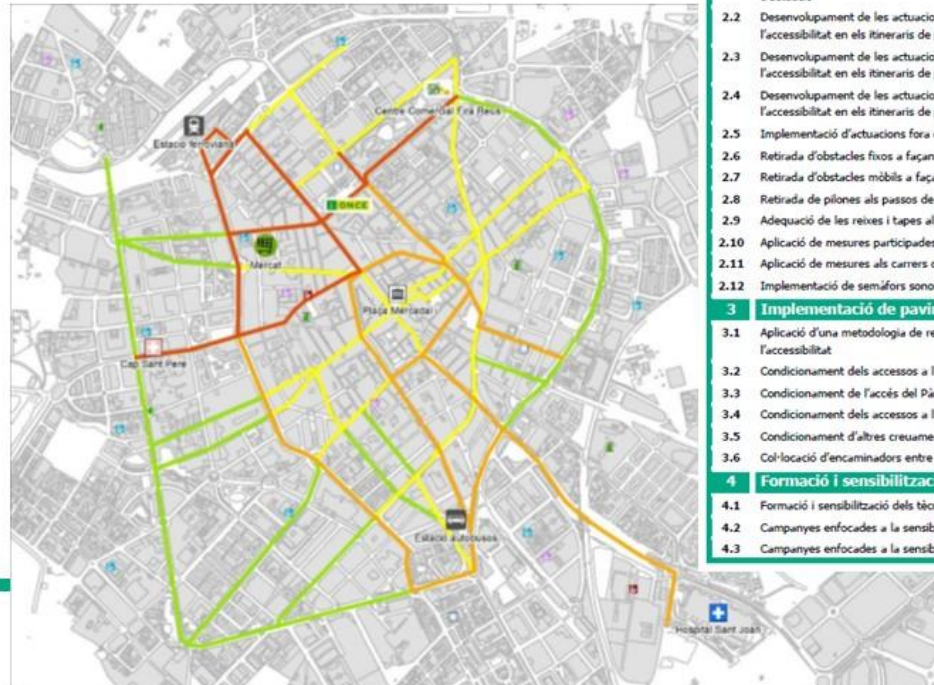 Centre Comercial Fira Reus
Estació ferroviària
ONCE
Mercat
Plaça Mercadal
Cap Sant Pere
Estació autobusos
Hospital Sant Joan
2.2 Desenvolupament de les actuacio
l'accessibilitat en els itineraris de
2.3 Desenvolupament de les actuacio
l'accessibilitat en els itineraris de
2.4 Desenvolupament de les actuacio
l'accessibilitat en els itineraris de
2.5 Implementació d'actuacions fora
2.6 Retirada d'obstacles fixos a façan
2.7 Retirada d'obstacles mòbils a faça
2.8 Retirada de pilones als passos de
2.9 Adequació de les reixes i tapes al
2.10 Aplicació de mesures participades
2.11 Aplicació de mesures als carrers
2.12 Implementació de semàfors sono
3 Implementació de pavin
3.1 Aplicació d'una metodologia de re
l'accessibilitat
3.2 Condicionament dels accessos a l
3.3 Condicionament de l'accés del Pà
3.4 Condicionament dels accessos a l
3.5 Condicionament d'altres creuame
3.6 Col·locació d'encaminadors entre
4 Formació i sensibilitzac
4.1 Formació i sensibilització dels tèc
4.2 Campanyes enfocades a la sensib
4.3 Campanyes enfocades a la sensib